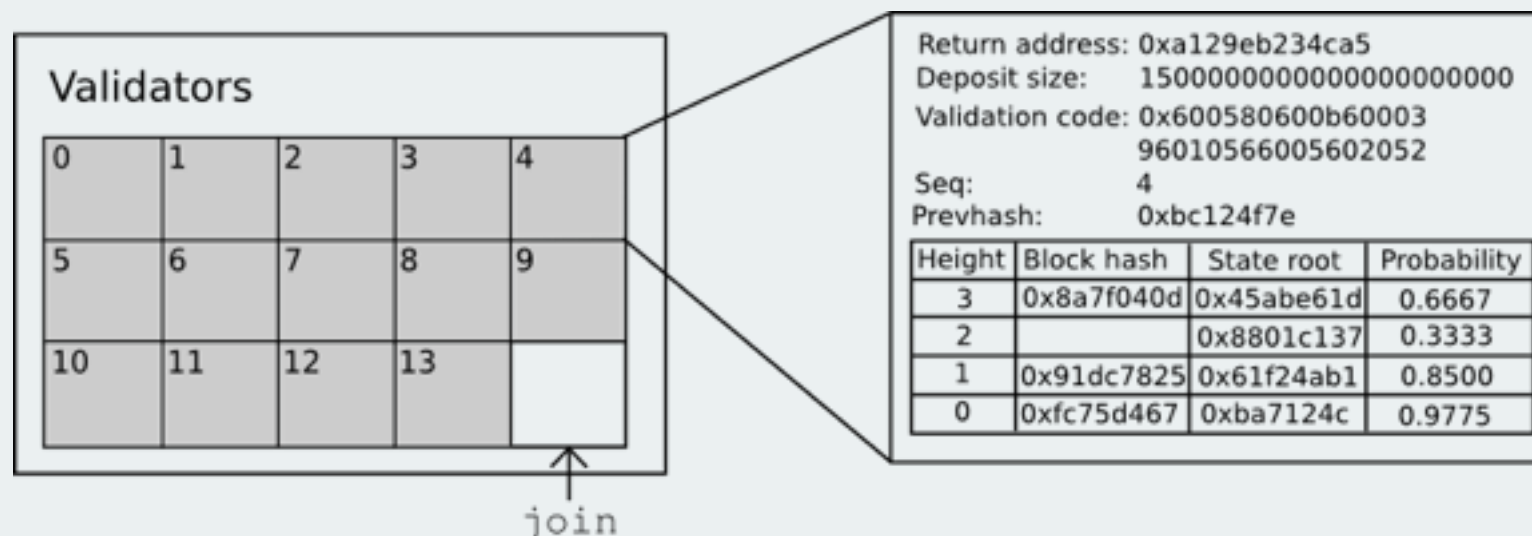 Validators
0 1 2 3 4
5 6 7 8 9
10 11 12 13
join
Return address: 0xa129eb234ca5
Deposit size: 1500000000000000000000
Validation code: 0x600580600b60003
96010566005602052
Seq: 4
Prevhash: 0xbc124f7e
Height Block hash State root Probability
3 0x8a7f040d 0x45abe61d 0.6667
2 0x8801c137 0.3333
1 0x91dc7825 0x61f24ab1 0.8500
0 0xfc75d467 0xba7124c 0.9775